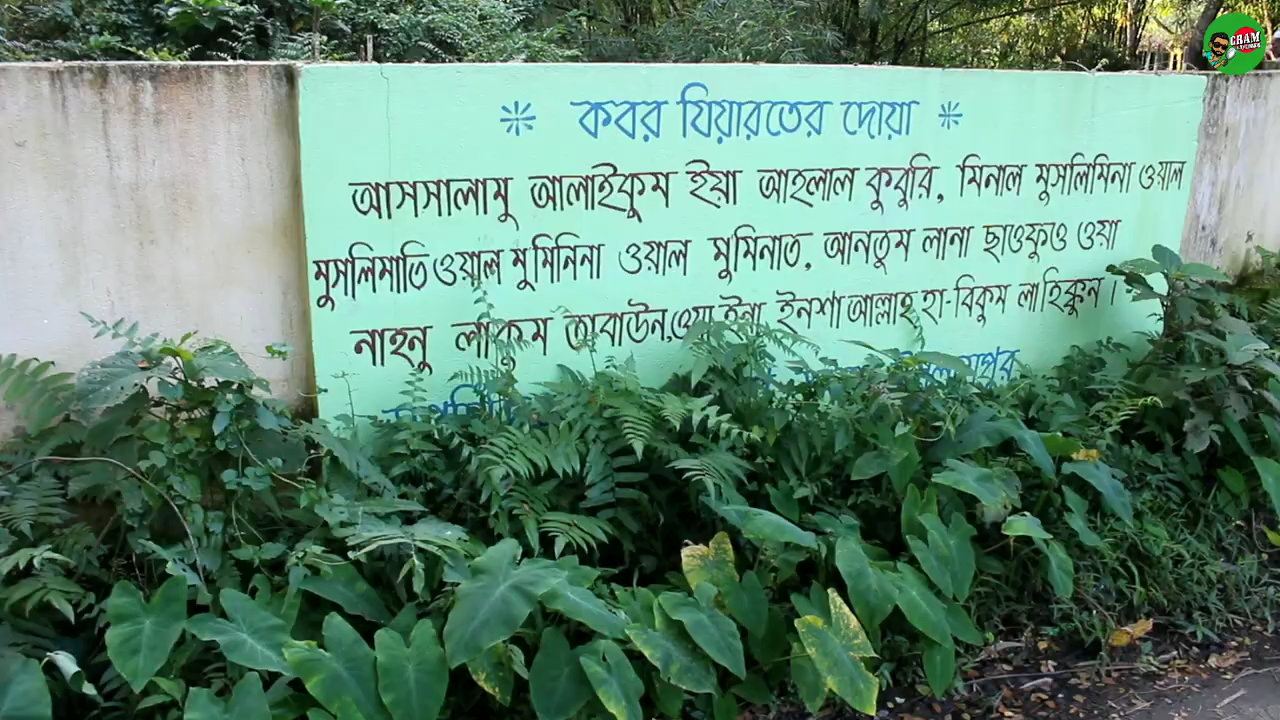 * কবর যিয়ারতের দোয়া *
আসসালামু আলাইকুম ইয়া আহলাল কুবুরি, মিনাল মুসলিমিনা ওয়াল
মুসলিমাতি ওয়াল মুমিনিনা ওয়াল মুমিনাত, আনতুম লানা ছাওফুও ওয়া
নাহনু লাকুম তাবাউন, ওয়া ইন্না ইনশা আল্লাহ হা-বিকুম লাহিক্কুন।
GRAM